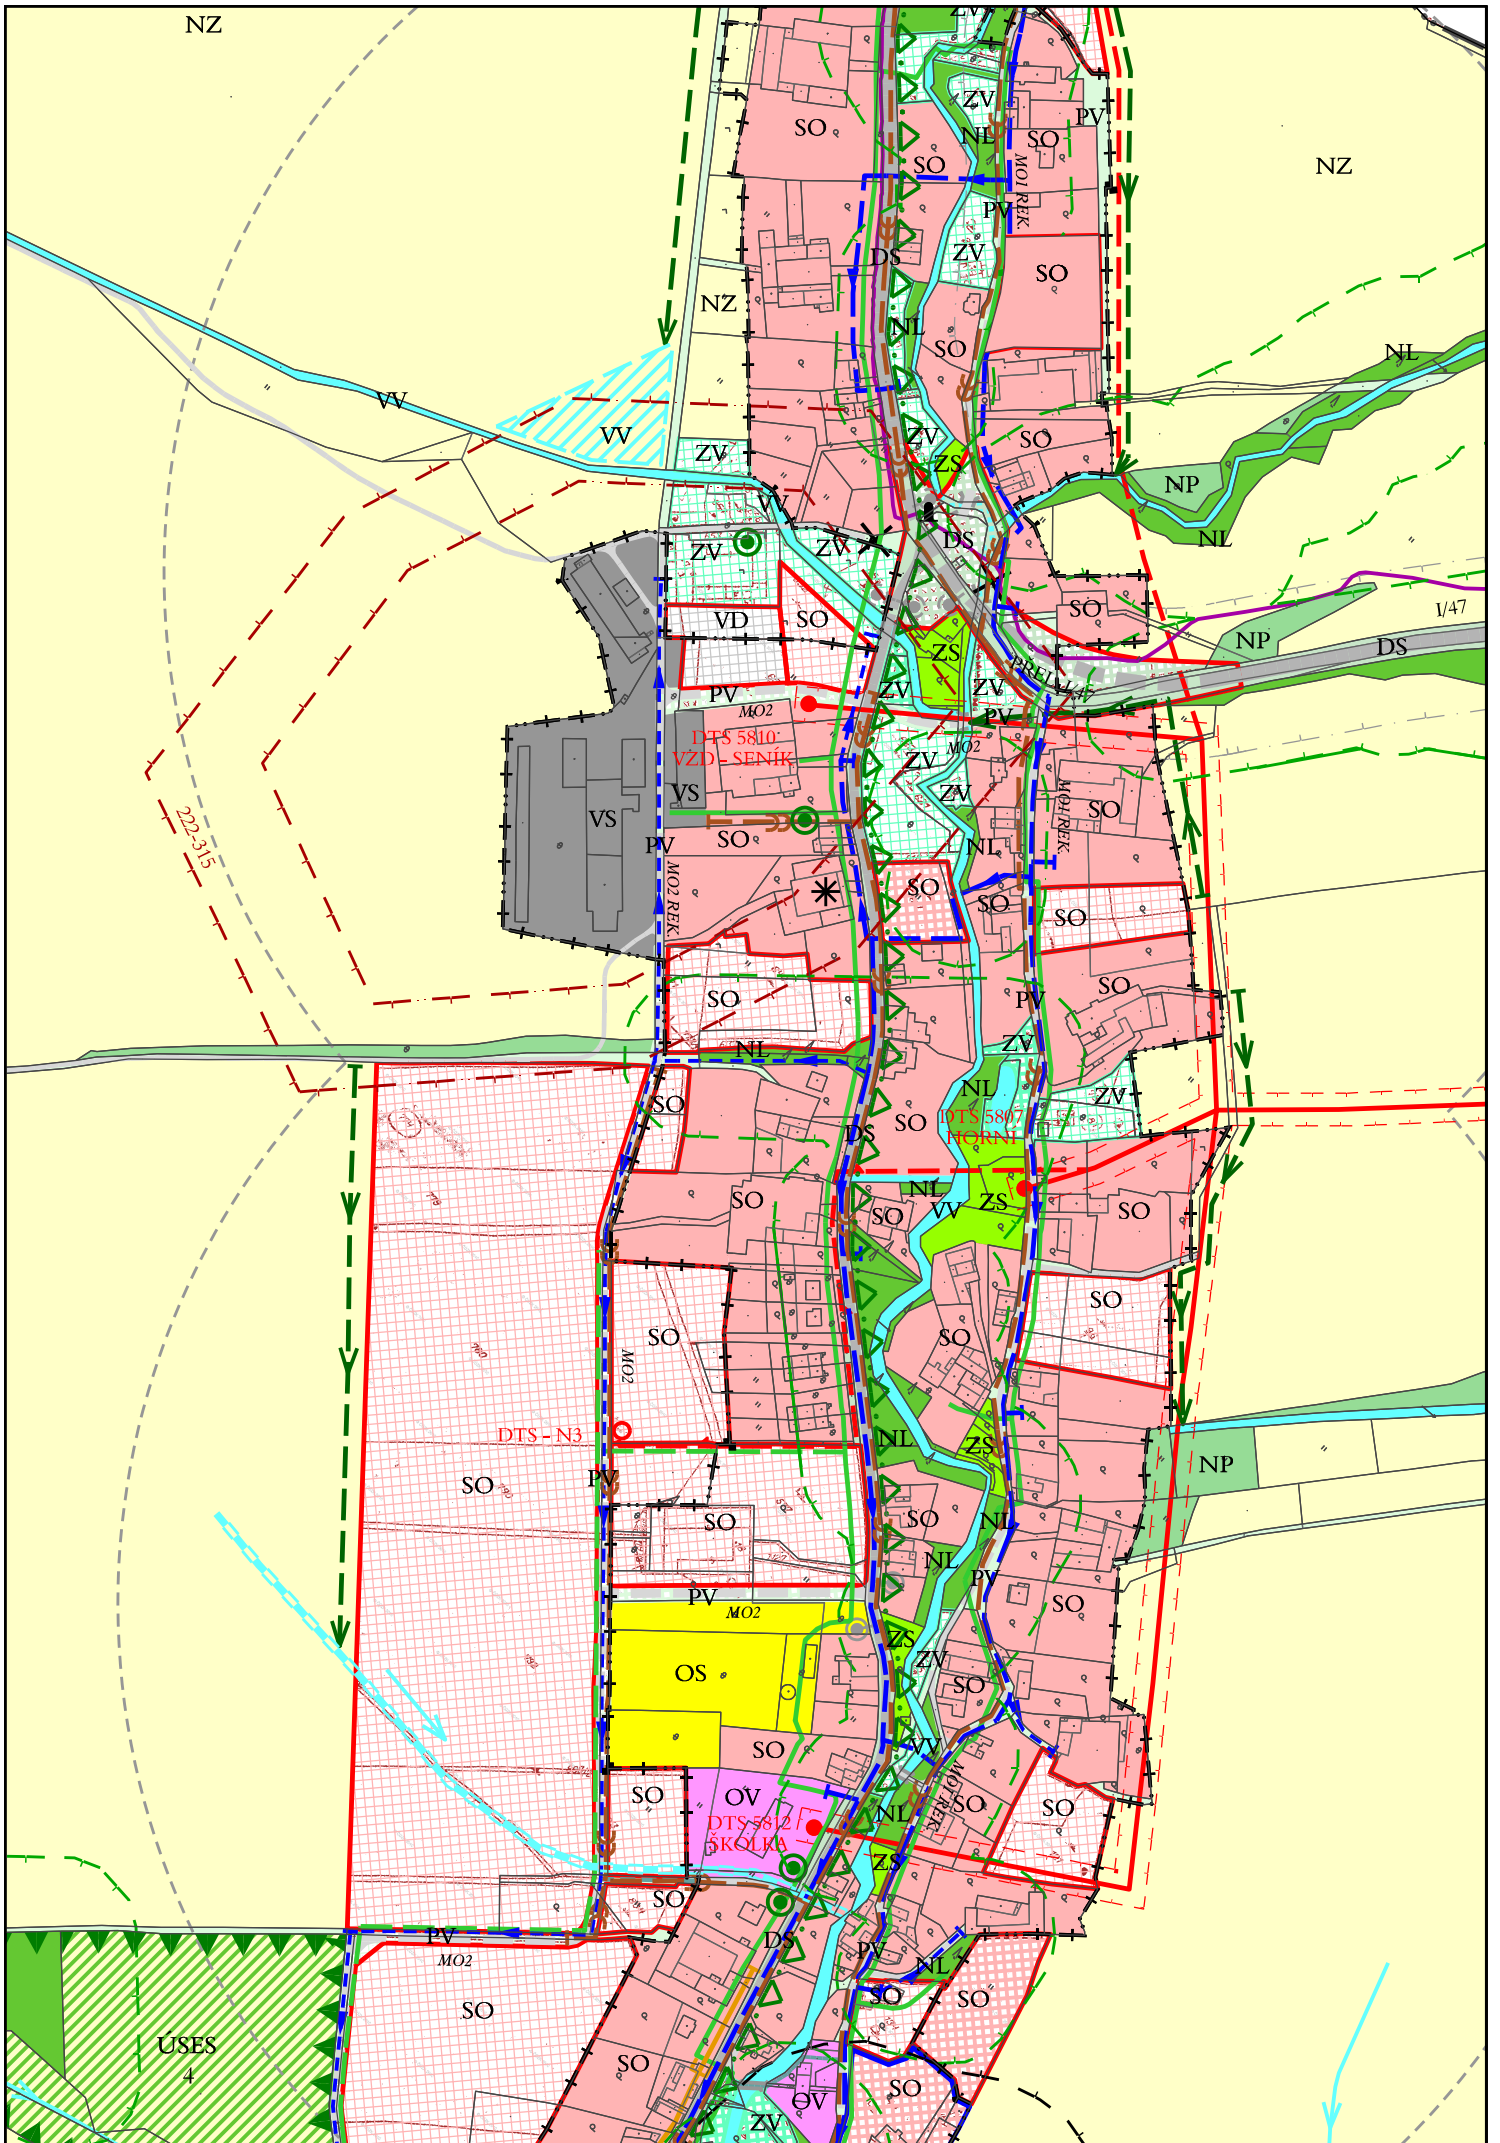 NZ
ZV
ZV
PV
SO
NL
SO
SO
NZ
MO1 REK.
PV
ZV
DS
SO
NZ
NL
SO
NL
VV
VV
ZV
ZV
SO
ZS
NP
VV
ZV
ZV
DS
NL
SO
I/47
VD
SO
NP
DS
ZS
PREL. I/47
PV
ZV
ZV
MO2
PV
DTS 5810
VZD - SENÍK
MO2
ZV
VS
ZV
MO1 REK.
SO
222-315
VS
SO
PV
NL
MO2 REK.
SO
SO
SO
SO
SO
PV
NL
ZV
NL
ZV
SO
DTS 5807
HORNÍ
SO
DS
SO
NL
VV
ZS
SO
SO
SO
SO
SO
MO2
DTS - N3
NL
ZS
NP
PV
SO
SO
SO
NL
NL
PV
PV
MO2
SO
ZS
ZV
OS
SO
SO
VV
SO
OV
MO1 REK.
SO
SO
DTS 5812
ŠKOLKA
NL
ZS
SO
PV
MO2
DS
PV
NL
SO
SO
SO
ÚSES
4
SO
SO
OV
ZV